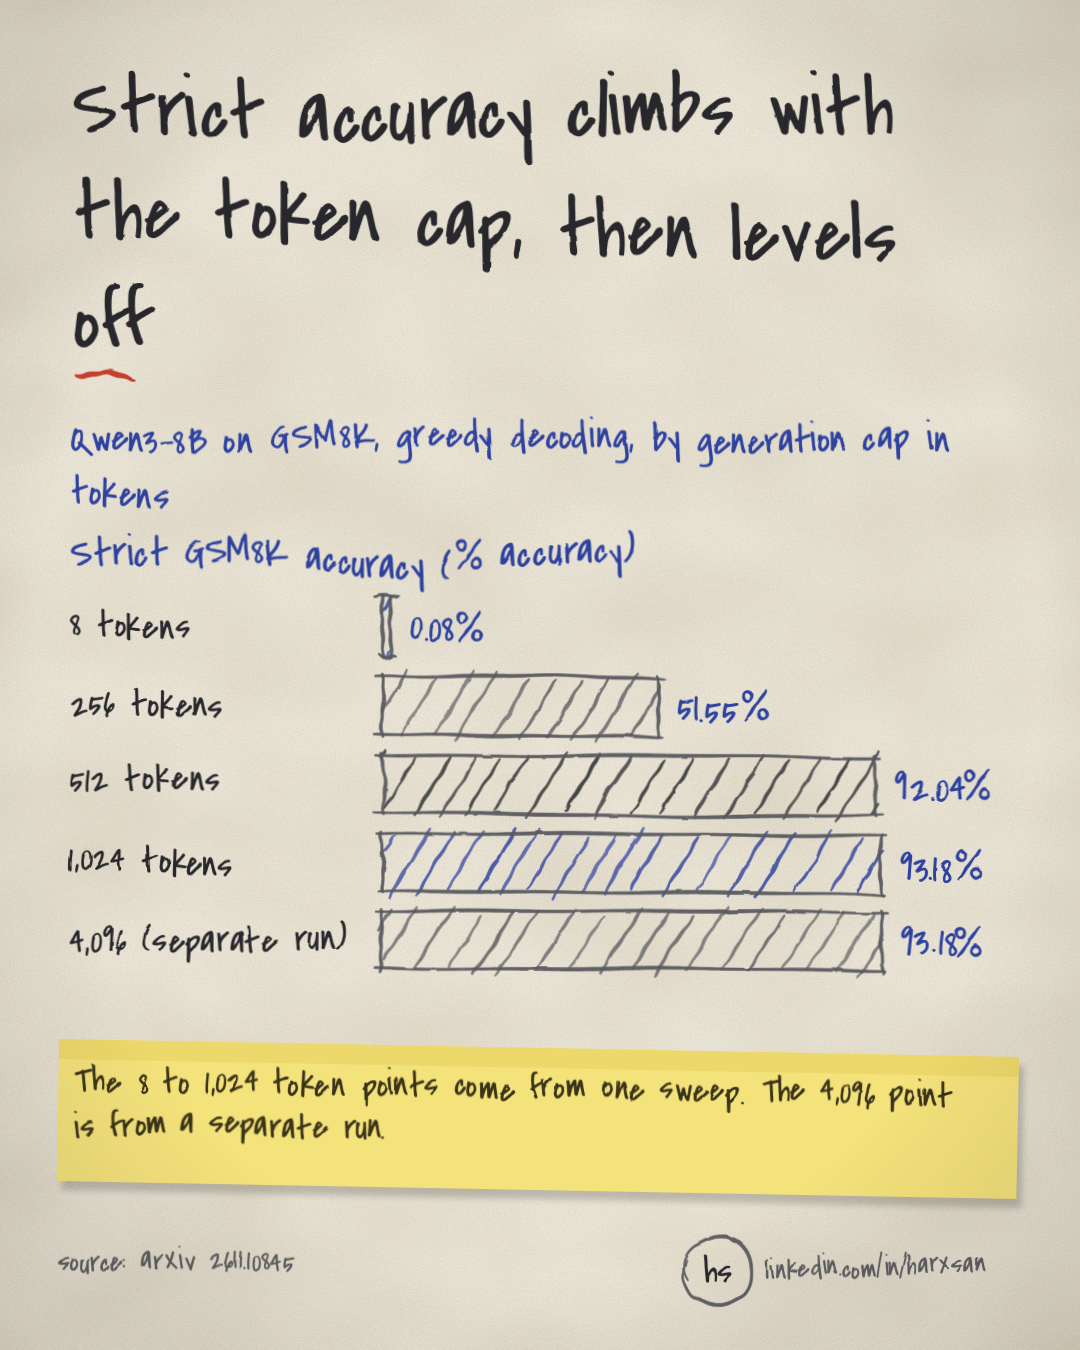 Strict accuracy climbs with
the token cap, then levels
off
Qwen3-8B on GSM8K, greedy decoding, by generation cap in
tokens
Strict GSM8K accuracy (% accuracy)
8 tokens 0.08%
256 tokens 51.55%
512 tokens 92.04%
1,024 tokens 93.18%
4,096 (separate run) 93.18%
The 8 to 1,024 token points come from one sweep. The 4,096 point
is from a separate run.
source: arxiv 2611.10845
hs linkedin.com/in/harxsan